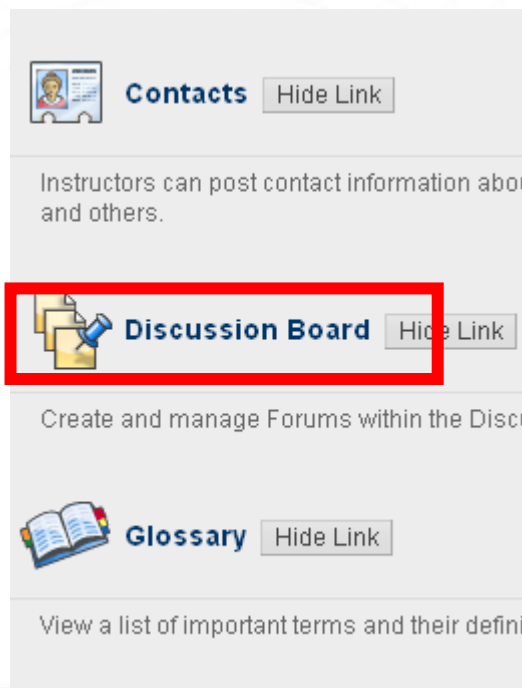 Contacts Hide Link
Instructors can post contact information
and others.
Discussion Board Hide Link
Create and manage Forums within the
Glossary Hide Link
View a list of important terms and their